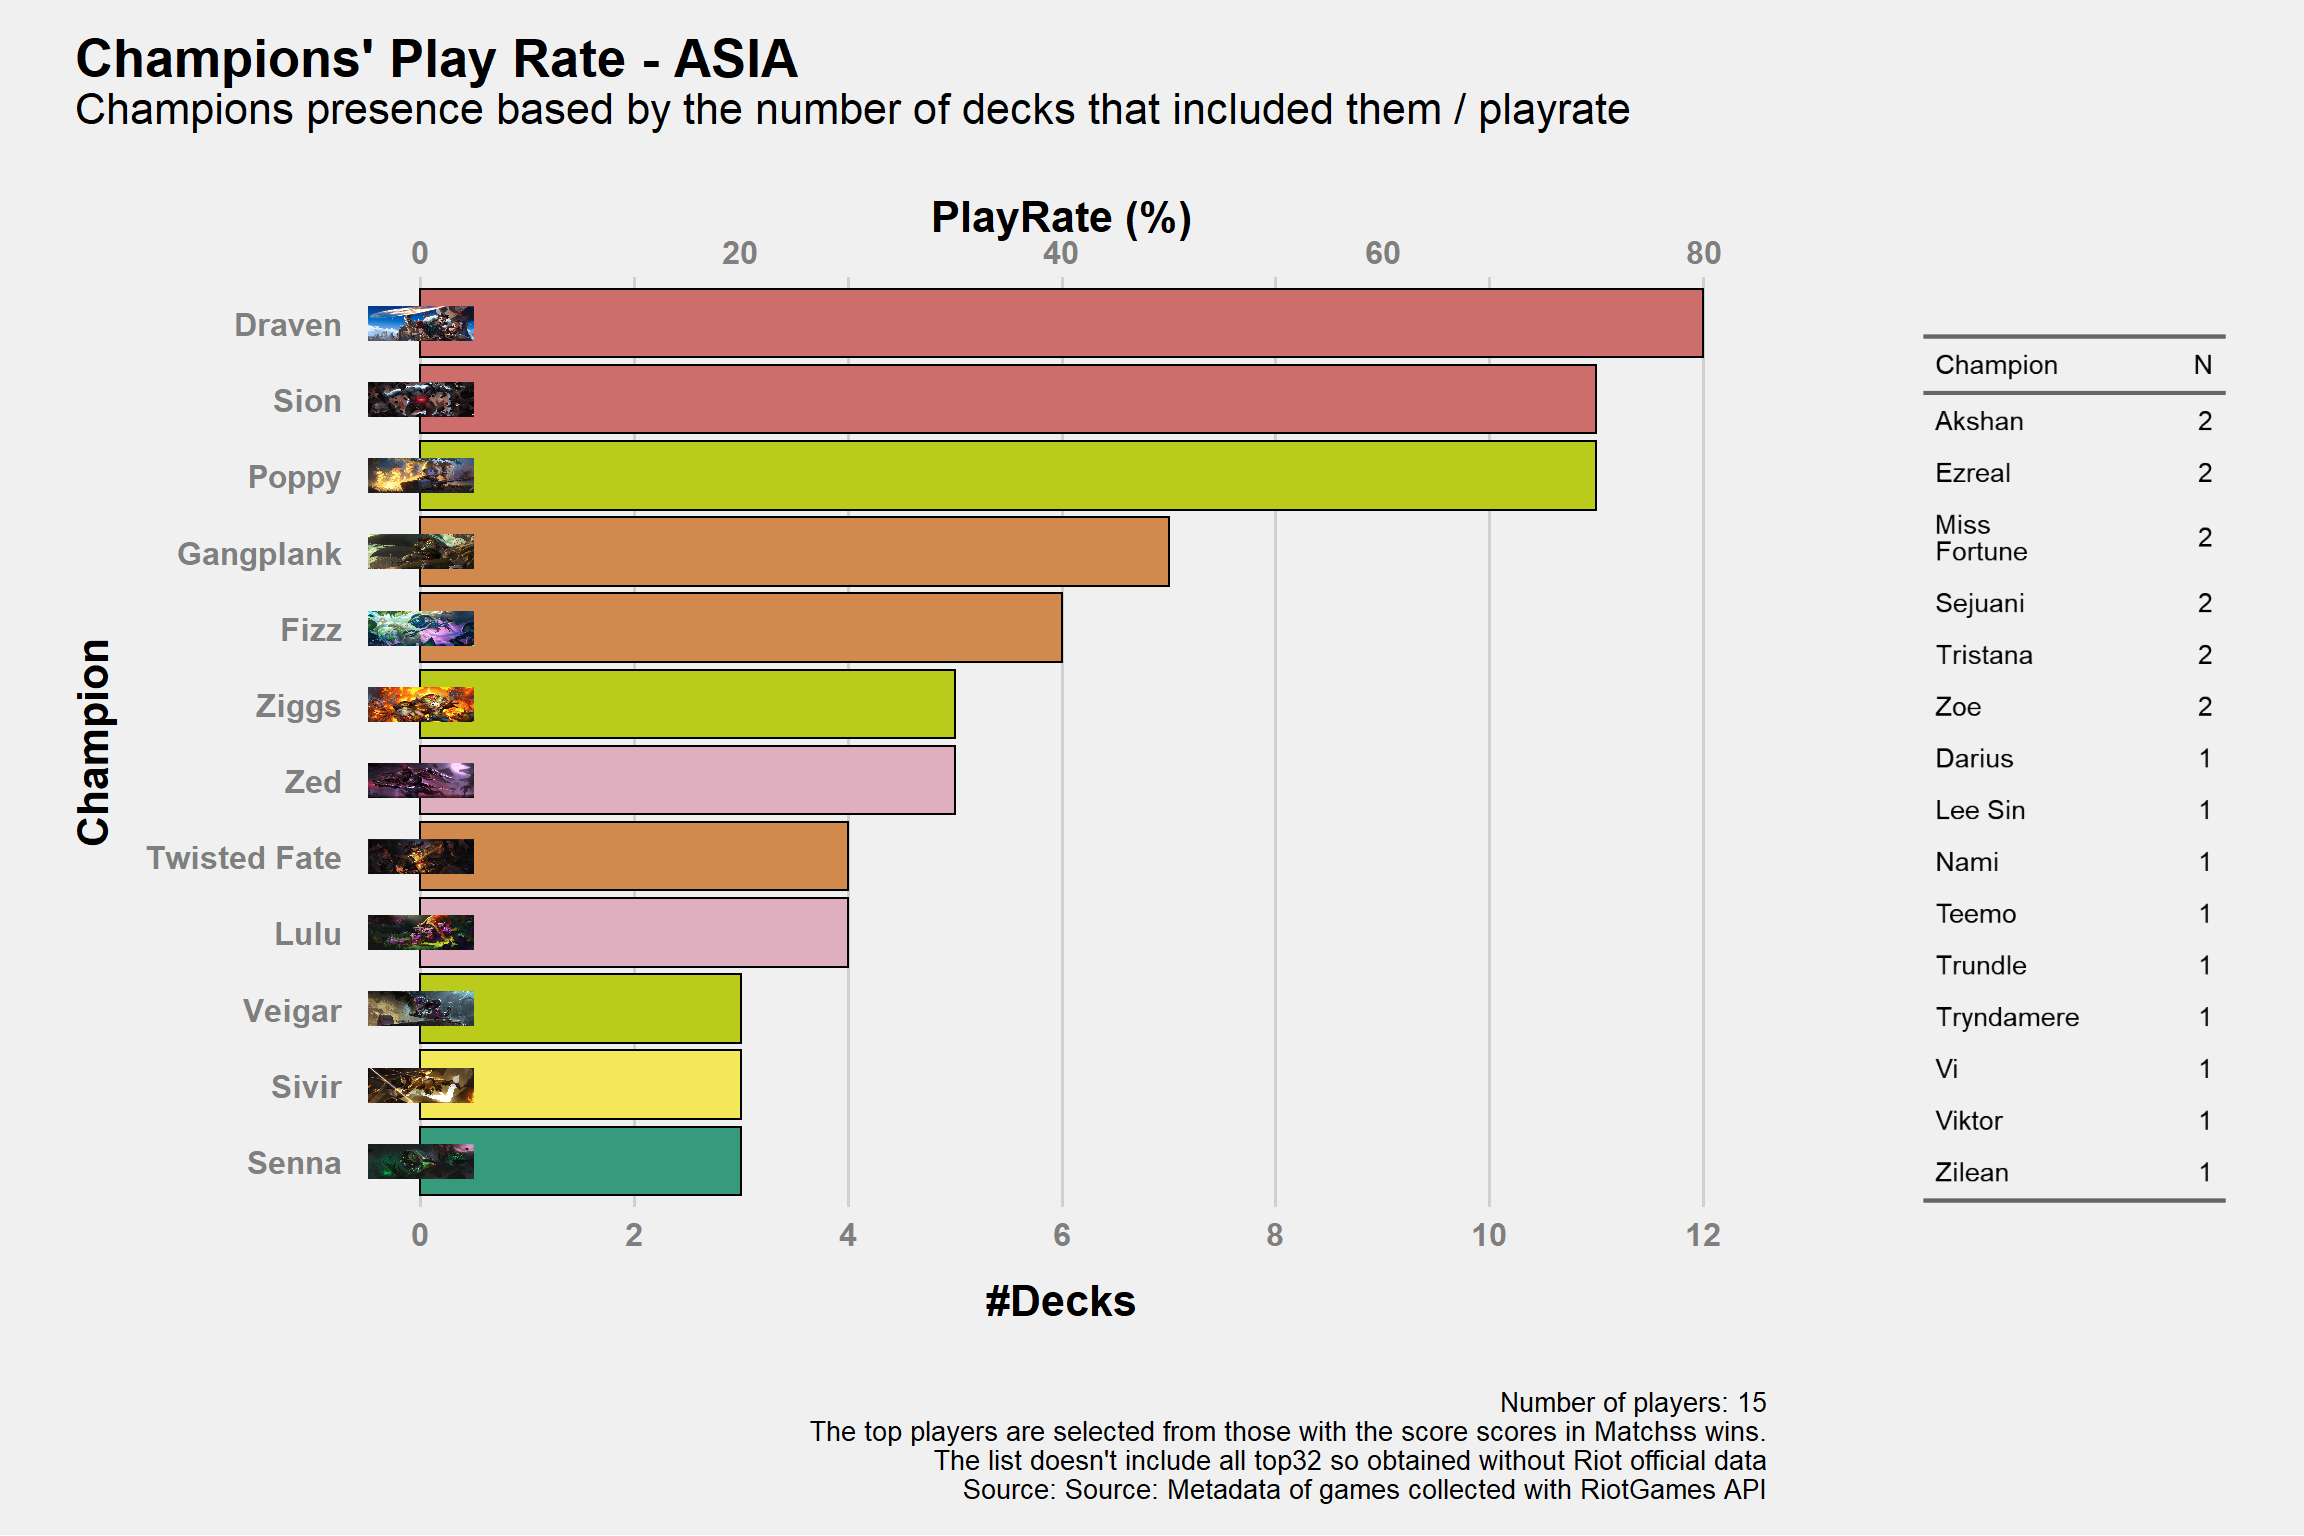 Champions' Play Rate - ASIA
Champions presence based by the number of decks that included them / playrate
PlayRate (%)
0 20 40 60 80
Draven
Sion
Poppy
Gangplank
Fizz
Ziggs
Zed
Twisted Fate
Lulu
Veigar
Sivir
Senna
Champion
0 2 4 6 8 10 12
#Decks
Champion N
Akshan 2
Ezreal 2
Miss
Fortune 2
Sejuani 2
Tristana 2
Zoe 2
Darius 1
Lee Sin 1
Nami 1
Teemo 1
Trundle 1
Tryndamere 1
Vi 1
Viktor 1
Zilean 1
Number of players: 15
The top players are selected from those with the score scores in Matchss wins.
The list doesn't include all top32 so obtained without Riot official data
Source: Source: Metadata of games collected with RiotGames API